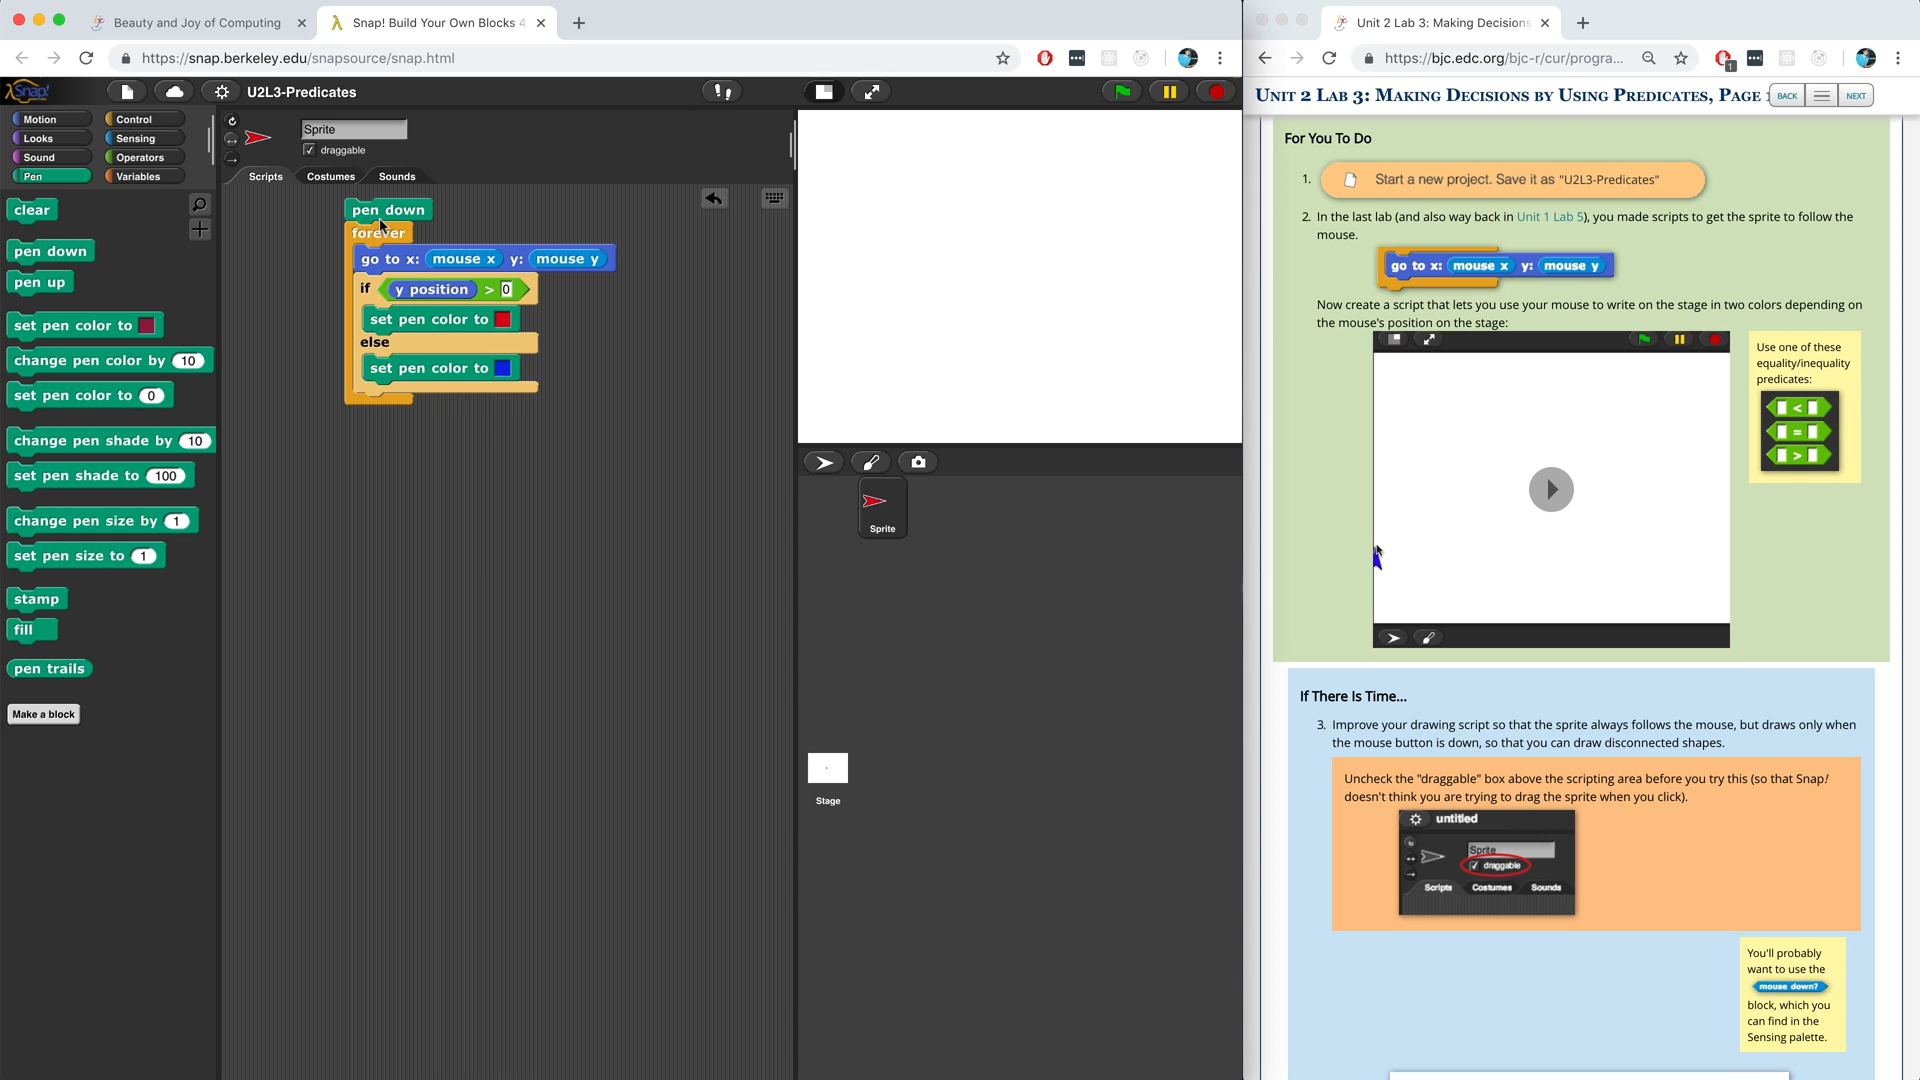 Beauty and Joy of Computing
Snap! Build Your Own Blocks 4
https://snap.berkeley.edu/snapsource/snap.html
Snap!
U2L3-Predicates
Motion
Control
Looks
Sensing
Sound
Operators
Pen
Variables
clear
pen down
pen up
set pen color to
change pen color by 10
set pen color to 0
change pen shade by 10
set pen shade to 100
change pen size by 1
set pen size to 1
stamp
fill
pen trails
Make a block
Sprite
draggable
Scripts
Costumes
Sounds
pen down
forever
go to x: mouse x y: mouse y
if y position > 0
set pen color to
else
set pen color to
Sprite
Stage
Unit 2 Lab 3: Making Decisions
https://bjc.edc.org/bjc-r/cur/progra...
1
Unit 2 Lab 3: Making Decisions by Using Predicates, Page
BACK
NEXT
For You To Do
1. Start a new project. Save it as "U2L3-Predicates"
2. In the last lab (and also way back in Unit 1 Lab 5), you made scripts to get the sprite to follow the
mouse.
go to x: mouse x y: mouse y
Now create a script that lets you use your mouse to write on the stage in two colors depending on
the mouse's position on the stage:
Use one of these
equality/inequality
predicates:
<
=
>
If There Is Time...
3. Improve your drawing script so that the sprite always follows the mouse, but draws only when
the mouse button is down, so that you can draw disconnected shapes.
Uncheck the "draggable" box above the scripting area before you try this (so that Snap!
doesn't think you are trying to drag the sprite when you click).
untitled
Sprite
draggable
Scripts
Costumes
Sounds
You'll probably
want to use the
mouse down?
block, which you
can find in the
Sensing palette.